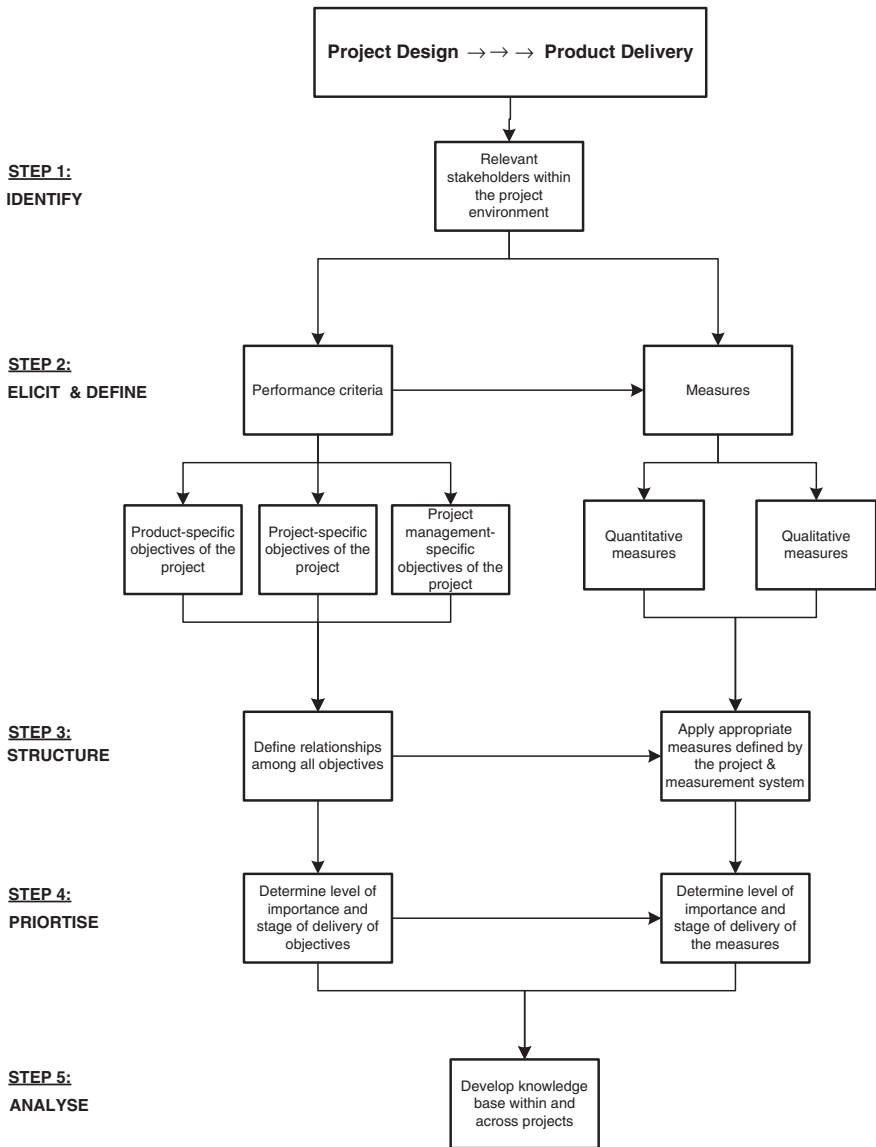 Project Design →→→ Product Delivery
STEP 1:
IDENTIFY
Relevant
stakeholders within
the project
environment
STEP 2:
ELICIT & DEFINE
Performance criteria
Measures
Product-specific
objectives of the
project
Project-specific
objectives of the
project
Project
management-
specific
objectives of the
project
Quantitative
measures
Qualitative
measures
STEP 3:
STRUCTURE
Define relationships
among all objectives
Apply appropriate
measures defined by
the project &
measurement system
STEP 4:
PRIORTISE
Determine level of
importance and
stage of delivery of
objectives
Determine level of
importance and
stage of delivery of
the measures
STEP 5:
ANALYSE
Develop knowledge
base within and
across projects